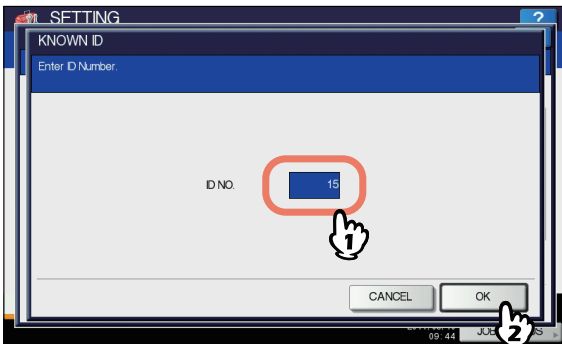 SETTING
?
KNOWN ID
Enter ID Number.
ID NO.
15
1
CANCEL
OK
2
09:44